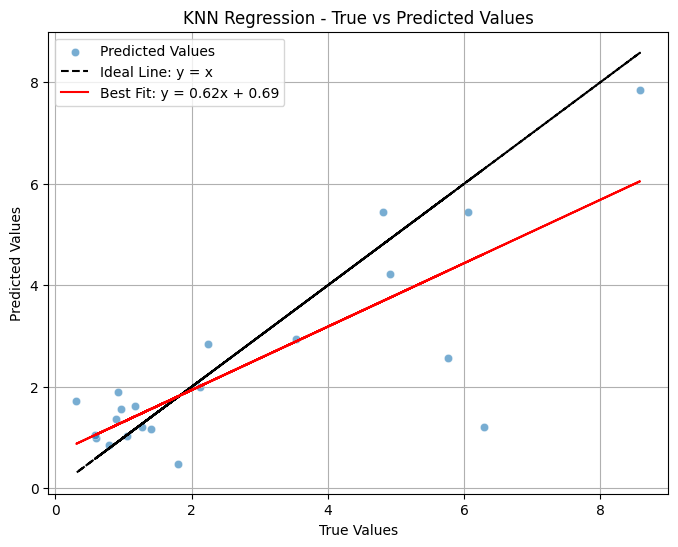 KNN Regression - True vs Predicted Values
Predicted Values
Ideal Line: y = x
Best Fit: y = 0.62x + 0.69
8
6
4
2
0
Predicted Values
0 2 4 6 8
True Values